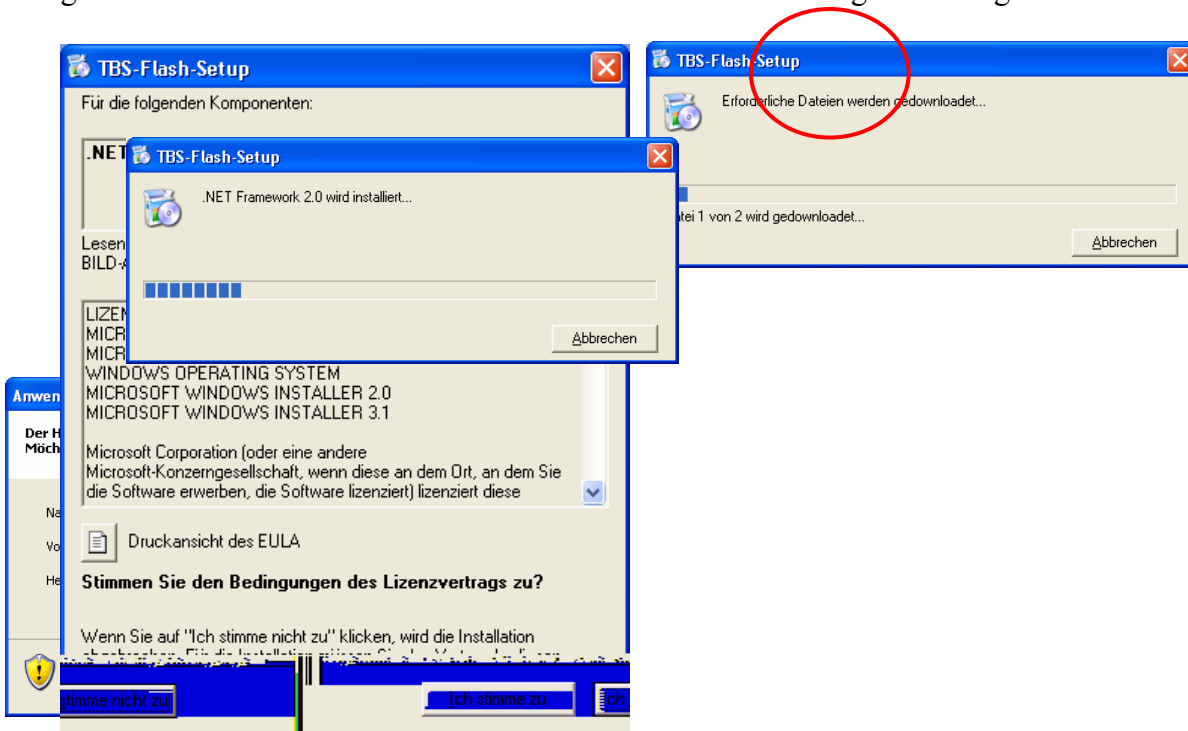 TBS-Flash-Setup
Für die folgenden Komponenten:
.NET
Lesen
BILD-
LIZEN
MICR
MICR
WINDOWS OPERATING SYSTEM
MICROSOFT WINDOWS INSTALLER 2.0
MICROSOFT WINDOWS INSTALLER 3.1
Microsoft Corporation (oder eine andere
Microsoft-Konzerngesellschaft, wenn diese an dem Ort, an dem Sie
die Software erwerben, die Software lizenziert) lizenziert diese
Druckansicht des EULA
Stimmen Sie den Bedingungen des Lizenzvertrags zu?
Wenn Sie auf "Ich stimme nicht zu" klicken, wird die Installation
stimme nicht zu
Ich stimme zu
Ich
TBS-Flash-Setup
.NET Framework 2.0 wird installiert...
Abbrechen
TBS-Flash-Setup
Erforderliche Dateien werden gedownloadet...
tei 1 von 2 wird gedownloadet...
Abbrechen
Anwen
Der H
Möch
Na
Vo
He